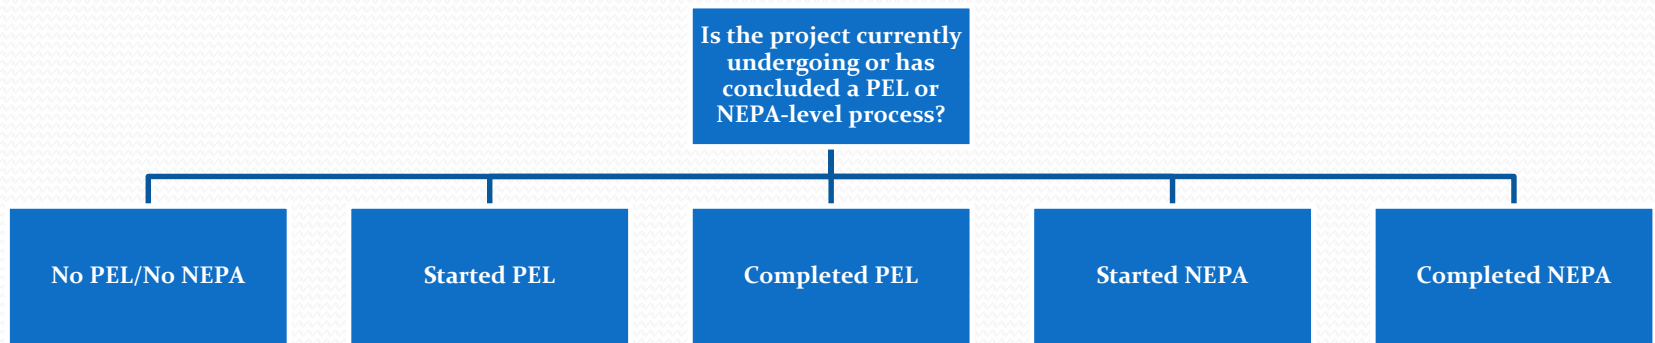 Is the project currently
undergoing or has
concluded a PEL or
NEPA-level process?
No PEL/No NEPA
Started PEL
Completed PEL
Started NEPA
Completed NEPA